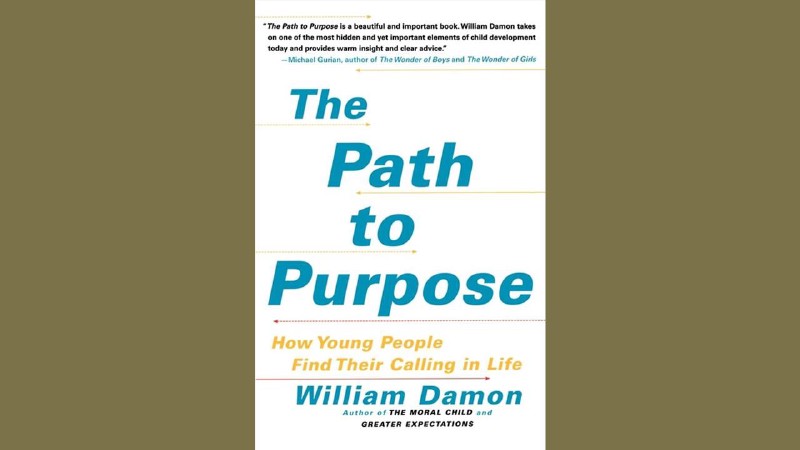 "The Path to Purpose is a beautiful and important book. William Damon takes
on one of the most hidden and yet important elements of child development
today and provides warm insight and clear advice."
—Michael Gurian, author of The Wonder of Boys and The Wonder of Girls
The
Path
to
Purpose
How Young People
Find Their Calling in Life
William Damon
Author of THE MORAL CHILD and
GREATER EXPECTATIONS